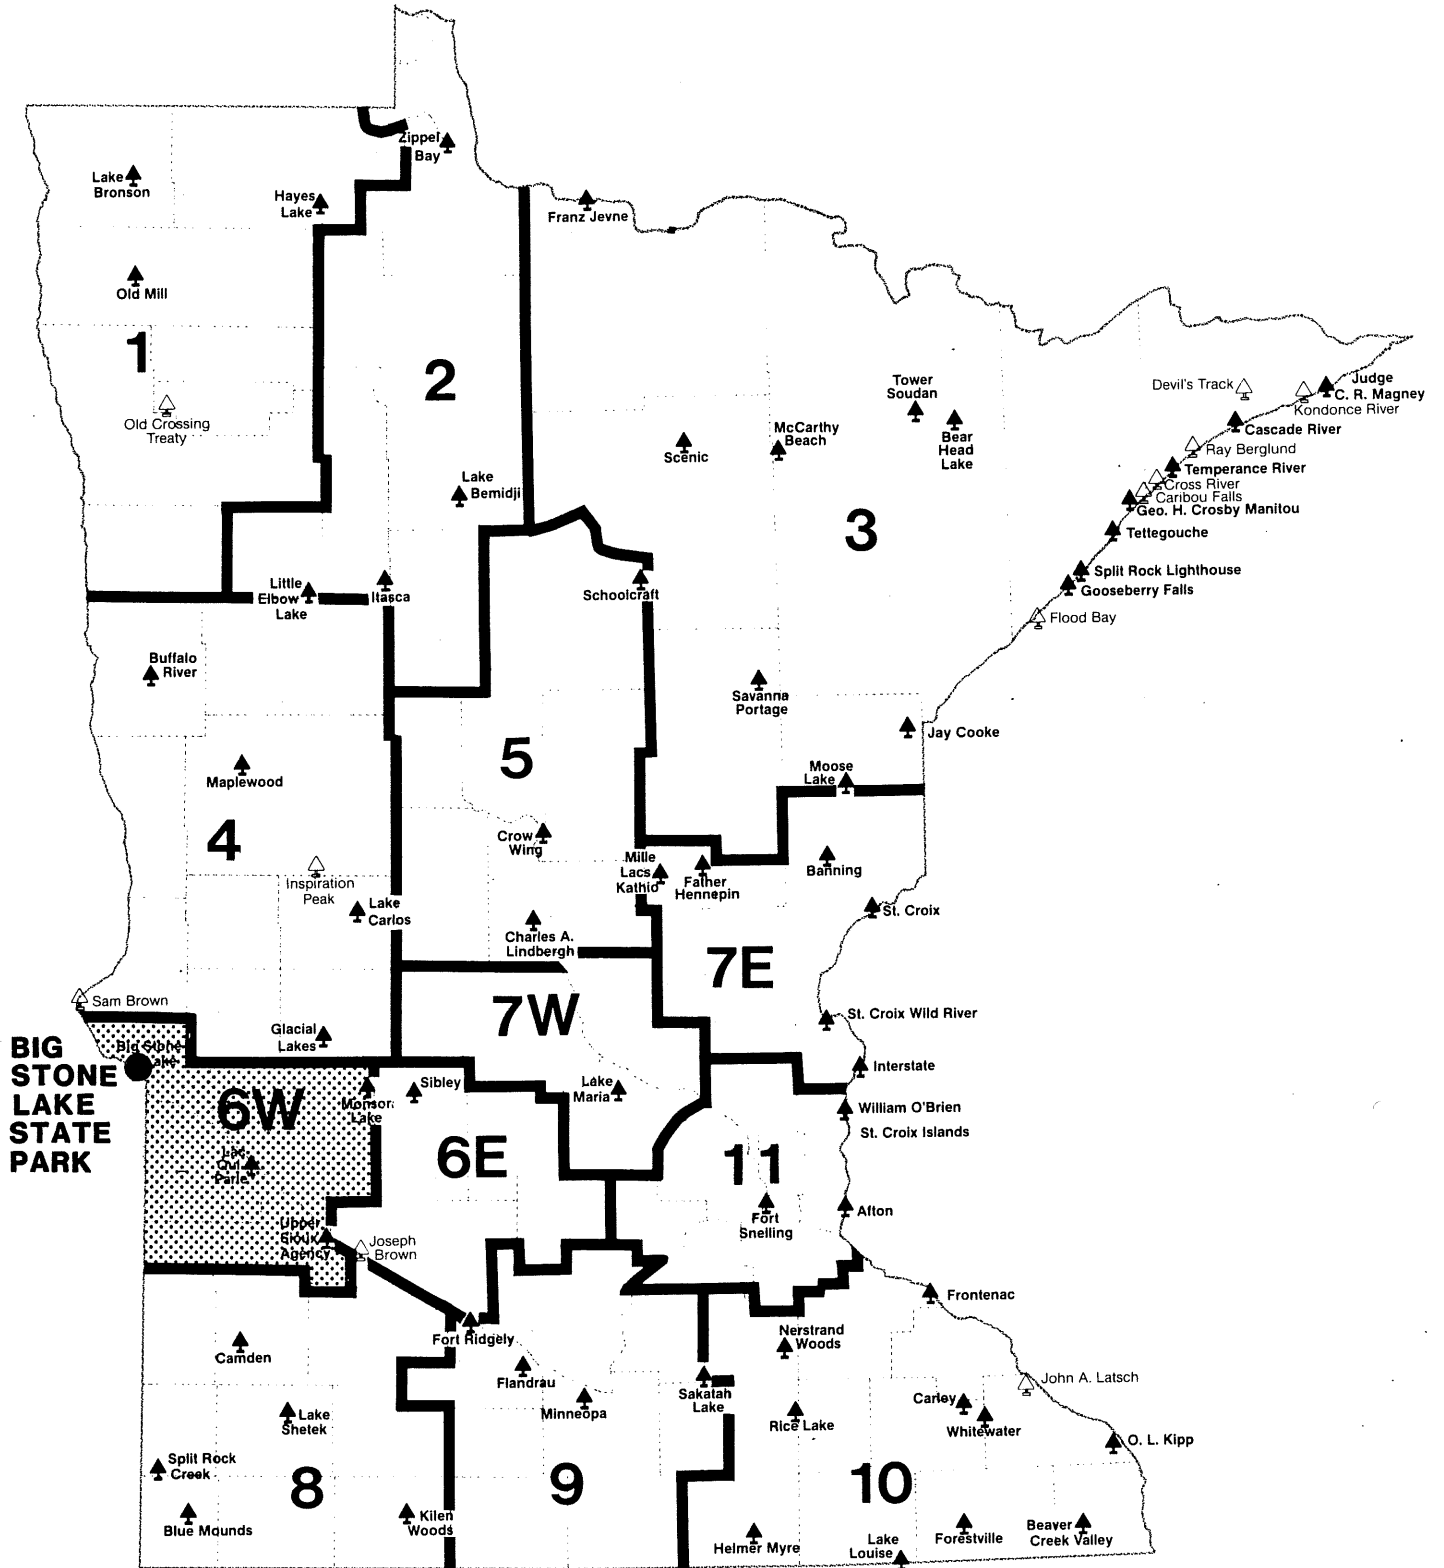 Zippel
Bay
Lake
Bronson
Hayes
Lake
Franz Jevne
Old Mill
1
2
Old Crossing
Treaty
Tower
Soudan
Bear
Head
Lake
McCarthy
Beach
Scenic
Devil's Track
Judge
C. R. Magney
Kondonce River
Cascade River
Ray Berglund
Temperance River
Cross River
Caribou Falls
Geo. H. Crosby Manitou
Tettegouche
Split Rock Lighthouse
Gooseberry Falls
Flood Bay
3
Lake
Bemidji
Little
Elbow
Lake
Itasca
Schoolcraft
Buffalo
River
Savanna
Portage
Jay Cooke
Moose
Lake
Maplewood
5
4
Crow
Wing
Inspiration
Peak
Lake
Carlos
Mille
Lacs
Kathio
Father
Hennepin
Banning
St. Croix
Charles A.
Lindbergh
7E
7W
Sam Brown
Glacial
Lakes
St. Croix Wild River
Interstate
BIG
STONE
LAKE
STATE
PARK
Big Stone
Lake
6W
Monson
Lake
Sibley
Lake
Maria
William O'Brien
St. Croix Islands
6E
11
Lac
Qui
Parle
Fort
Snelling
Afton
Upper
Sioux
Agency
Joseph
Brown
Frontenac
Fort Ridgely
Nerstrand
Woods
Camden
Flandrau
Minneopa
Sakatah
Lake
John A. Latsch
Carley
Whitewater
Rice Lake
O. L. Kipp
Lake
Shetek
Split Rock
Creek
8
9
10
Blue Mounds
Kilen
Woods
Helmer Myre
Lake
Louise
Forestville
Beaver
Creek Valley